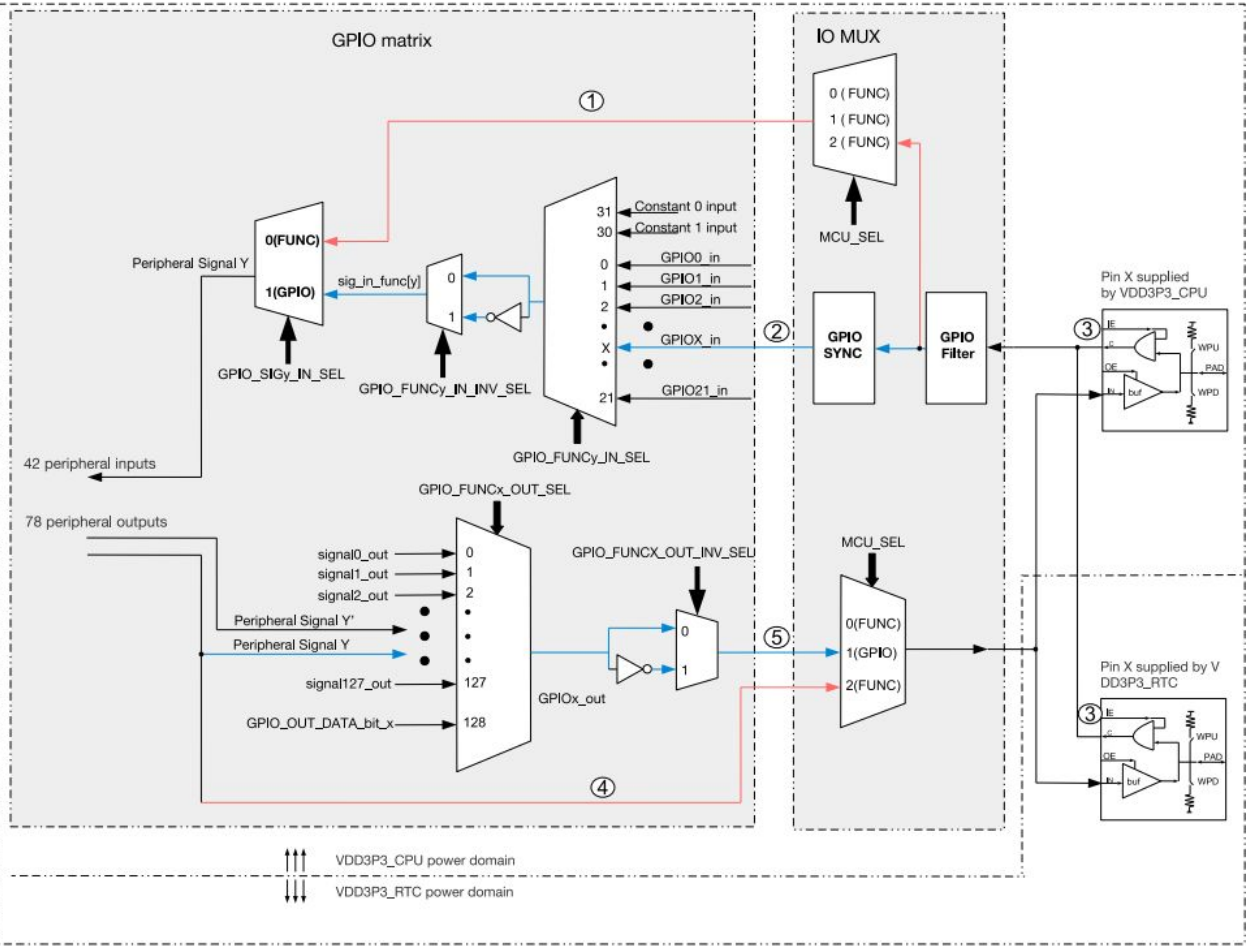 GPIO matrix
IO MUX
0 ( FUNC)
1 ( FUNC)
2 ( FUNC)
①
MCU_SEL
31
Constant 0 input
30
Constant 1 input
0
GPIO0_in
1
GPIO1_in
2
GPIO2_in
X
GPIOX_in
21
GPIO21_in
②
0(FUNC)
1(GPIO)
Peripheral Signal Y
sig_in_func[y]
0
1
GPIO_SIGy_IN_SEL
GPIO_FUNCy_IN_INV_SEL
GPIO_FUNCy_IN_SEL
GPIO
SYNC
GPIO
Filter
Pin X supplied
by VDD3P3_CPU
③
IE
C
OE
IN
buf
WPU
PAD
WPD
42 peripheral inputs
78 peripheral outputs
GPIO_FUNCx_OUT_SEL
signal0_out
0
signal1_out
1
signal2_out
2
Peripheral Signal Y'
Peripheral Signal Y
signal127_out
127
GPIO_OUT_DATA_bit_x
128
GPIOx_out
GPIO_FUNCX_OUT_INV_SEL
0
1
⑤
④
MCU_SEL
0(FUNC)
1(GPIO)
2(FUNC)
Pin X supplied by V
DD3P3_RTC
③
IE
C
OE
IN
buf
WPU
PAD
WPD
VDD3P3_CPU power domain
VDD3P3_RTC power domain